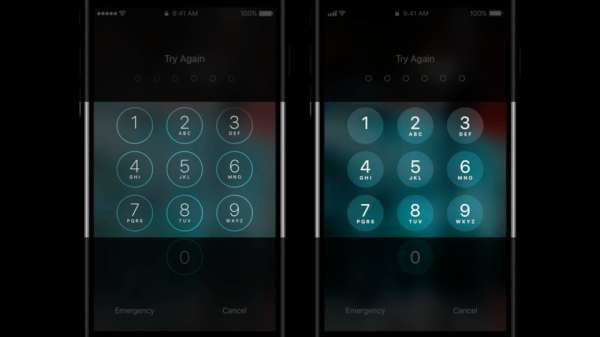 9:41 AM 100%
Try Again
1 2 3
ABC DEF
4 5 6
GHI JKL MNO
7 8 9
PQRS TUV WXYZ
0
Emergency Cancel
9:41 AM 100%
Try Again
1 2 3
ABC DEF
4 5 6
GHI JKL MNO
7 8 9
PQRS TUV WXYZ
0
Emergency Cancel